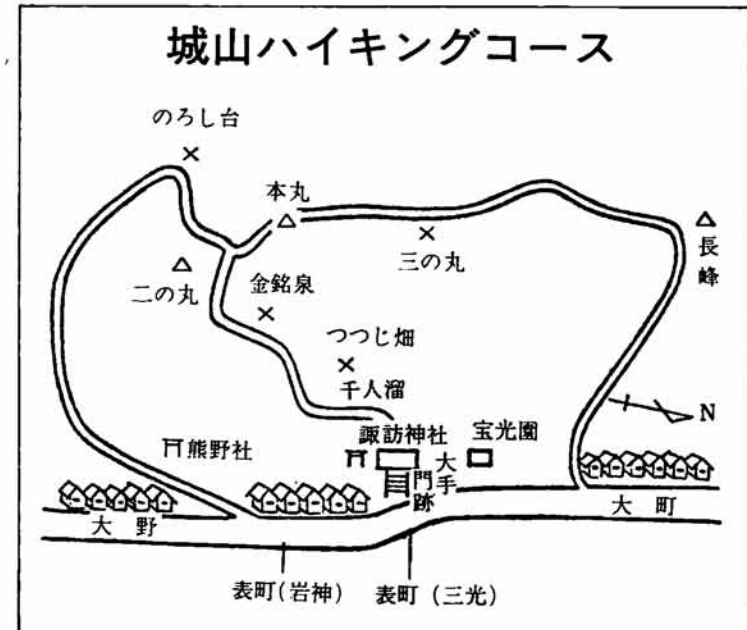 城山ハイキングコース
のろし台
本丸
三の丸
長峰
二の丸
金銘泉
つつじ畑
千人溜
N
熊野社
諏訪神社
宝光園
大手
門跡
大野
大町
表町(岩神)
表町(三光)